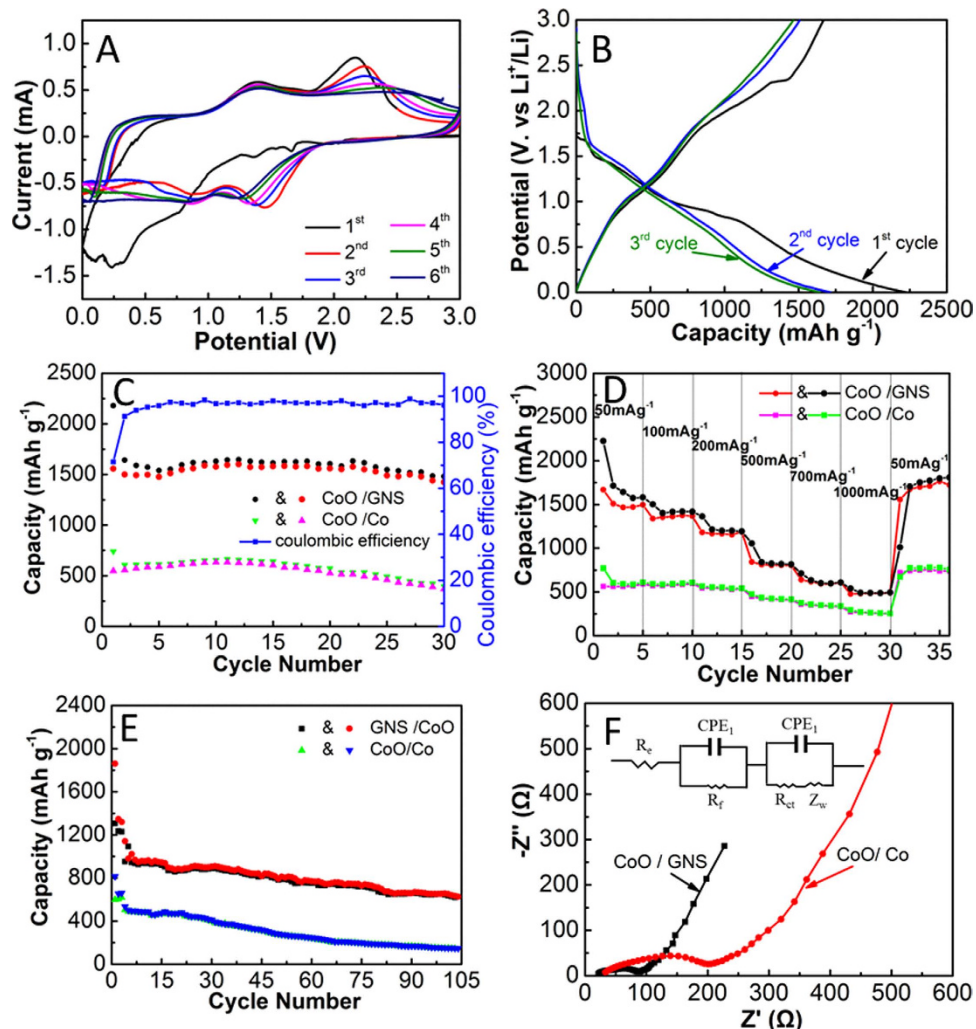 A
Current (mA)
1.0
0.5
0.0
-0.5
-1.0
-1.5
1st
2nd
3rd
4th
5th
6th
0.0 0.5 1.0 1.5 2.0 2.5 3.0
Potential (V)
B
Potential (V. vs Li+/Li)
3.0
2.5
2.0
1.5
1.0
0.5
0.0
3rd cycle
2nd cycle
1st cycle
0 500 1000 1500 2000 2500
Capacity (mAh g-1)
C
Capacity (mAh g-1)
2500
2000
1500
1000
500
0
& CoO /GNS
& CoO /Co
coulombic efficiency
100
80
60
40
20
0
Coulombic efficiency (%)
0 5 10 15 20 25 30
Cycle Number
D
Capacity (mAh g-1)
3000
2500
2000
1500
1000
500
0
& CoO /GNS
& CoO /Co
50mAg-1
100mAg-1
200mAg-1
500mAg-1
700mAg-1
1000mAg-1
50mAg-1
0 5 10 15 20 25 30 35
Cycle Number
E
Capacity (mAh g-1)
2400
2000
1600
1200
800
400
0
& GNS /CoO
& CoO/Co
0 15 30 45 60 75 90 105
Cycle Number
F
-Z'' (Ω)
600
500
400
300
200
100
0
Re
CPE1
Rf
CPE1
Rct
Zw
CoO / GNS
CoO/ Co
0 100 200 300 400 500 600
Z' (Ω)